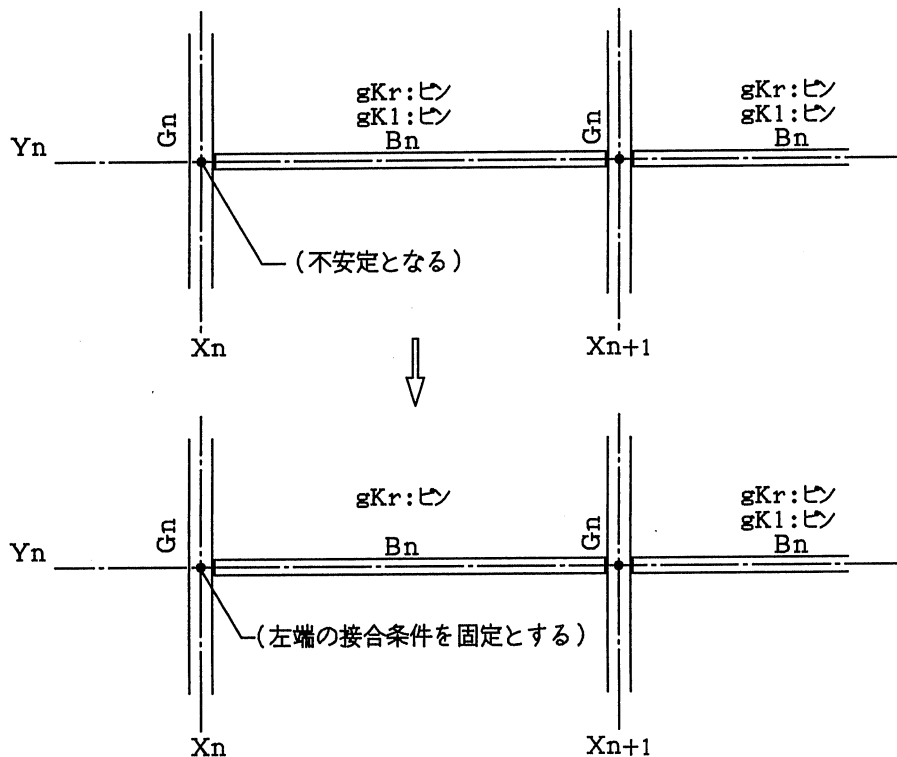 gKr:ピン
gKl:ピン
Bn
gKr:ピン
gKl:ピン
Bn
Gn
Gn
Yn
(不安定となる)
Xn
Xn+1
gKr:ピン
Bn
gKr:ピン
gKl:ピン
Bn
Gn
Gn
Yn
(左端の接合条件を固定とする)
Xn
Xn+1